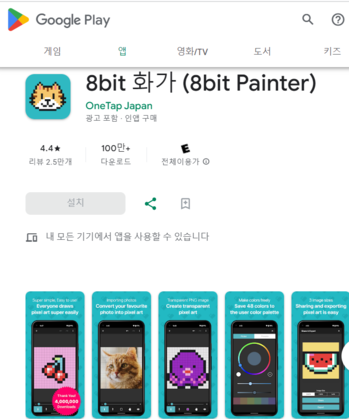 Google Play
게임
앱
영화/TV
도서
키즈
8bit 화가 (8bit Painter)
OneTap Japan
광고 포함 · 인앱 구매
4.4★
리뷰 2.5만개
100만+
다운로드
E
전체이용가
설치
내 모든 기기에서 앱을 사용할 수 있습니다
Super simple. Easy to use
Everyone draws
pixel art super easily
Thank You!
4,000,000
Downloads
Importing photos
Convert your favourite
photo into pixel art
Transparent PNG image
Create transparent
pixel art
Save 48 colors to
the user color palette
Sharing and exporting
pixel art is easy